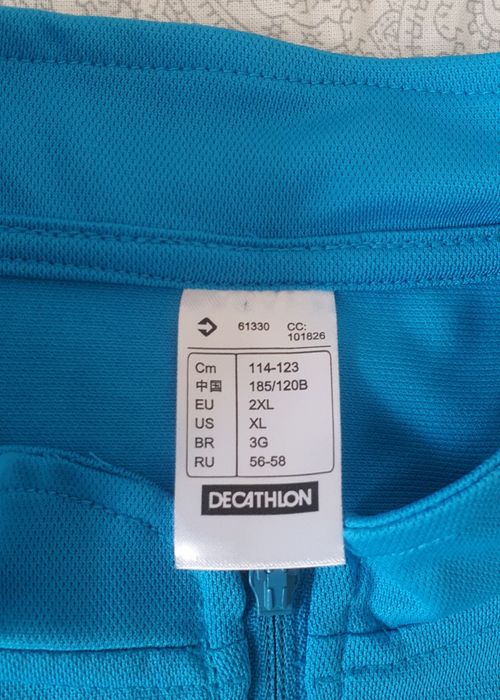 61330 CC:
101826
Cm 114-123
中国 185/120B
EU 2XL
US XL
BR 3G
RU 56-58
DECATHLON